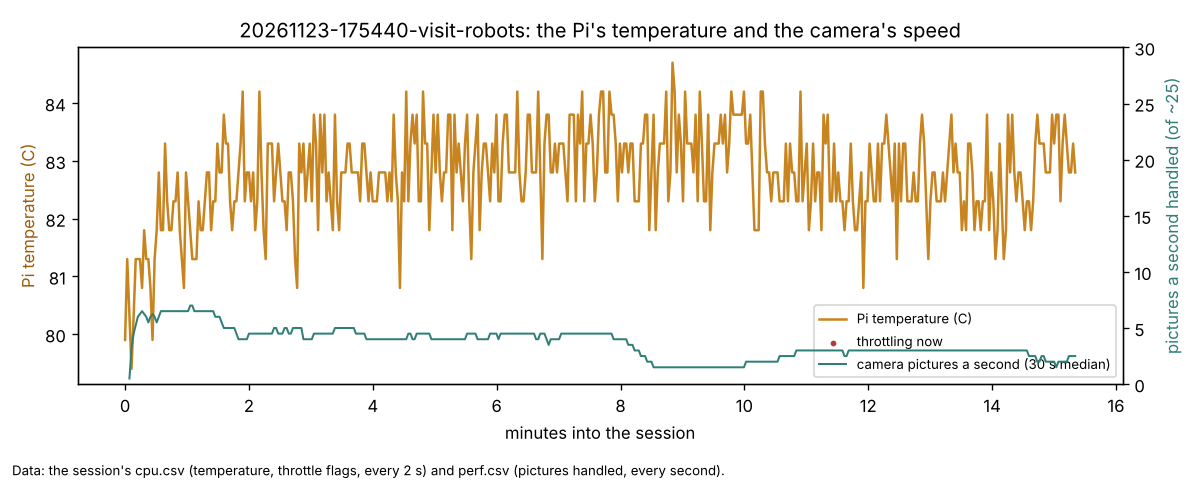 20261123-175440-visit-robots: the Pi's temperature and the camera's speed
Pi temperature (C)
84
83
82
81
80
30
25
20
15
10
5
0
pictures a second handled (of ~25)
Pi temperature (C)
throttling now
camera pictures a second (30 s median)
0 2 4 6 8 10 12 14 16
minutes into the session
Data: the session's cpu.csv (temperature, throttle flags, every 2 s) and perf.csv (pictures handled, every second).